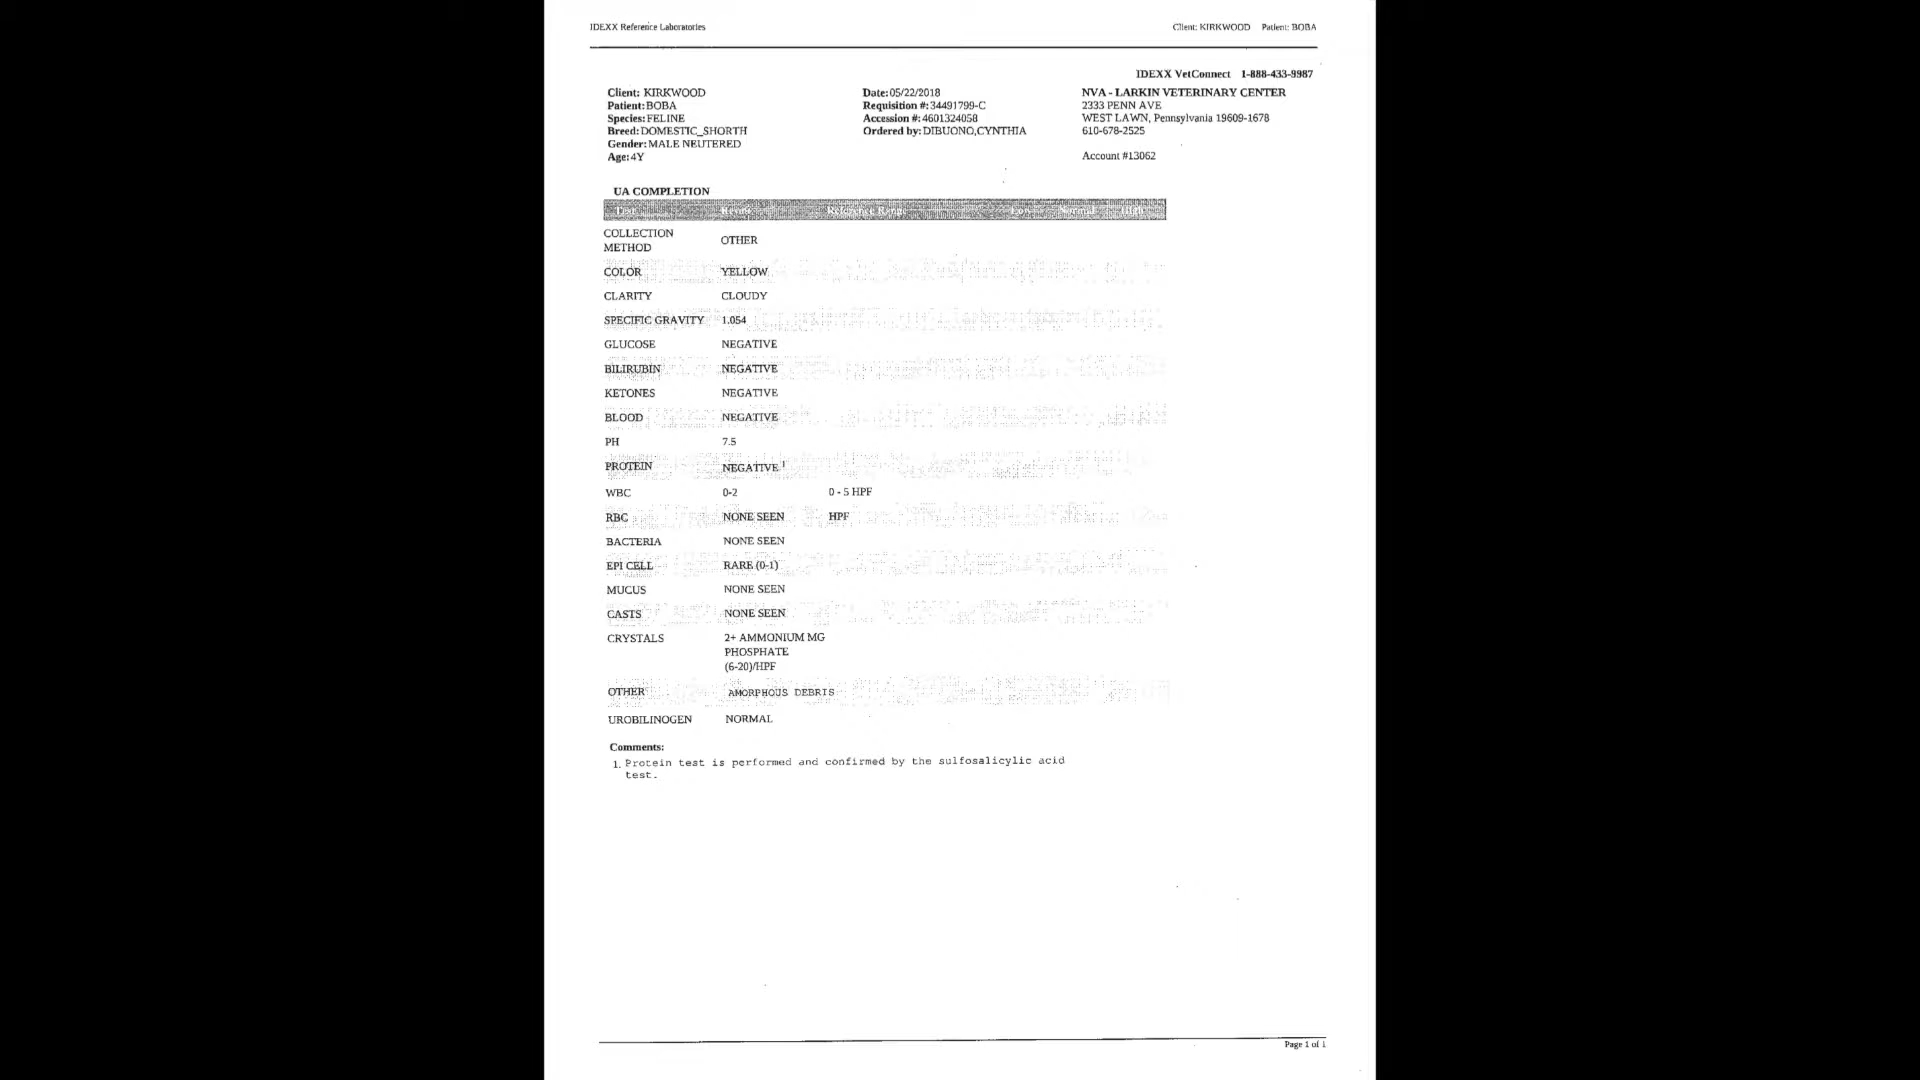 IDEXX Reference Laboratories
Client: KIRKWOOD Patient: BOBA
IDEXX VetConnect 1-888-433-9987
Client: KIRKWOOD
Patient: BOBA
Species: FELINE
Breed: DOMESTIC_SHORTH
Gender: MALE NEUTERED
Age: 4Y
Date: 05/22/2018
Requisition #: 34491799-C
Accession #: 4601324058
Ordered by: DIBUONO,CYNTHIA
NVA - LARKIN VETERINARY CENTER
2333 PENN AVE
WEST LAWN, Pennsylvania 19609-1678
610-678-2525
Account #13062
UA COMPLETION
COLLECTION
METHOD
OTHER
COLOR YELLOW
CLARITY CLOUDY
SPECIFIC GRAVITY 1.054
GLUCOSE NEGATIVE
BILIRUBIN NEGATIVE
KETONES NEGATIVE
BLOOD NEGATIVE
PH 7.5
PROTEIN NEGATIVE 1
WBC 0-2 0 - 5 HPF
RBC NONE SEEN HPF
BACTERIA NONE SEEN
EPI CELL RARE (0-1)
MUCUS NONE SEEN
CASTS NONE SEEN
CRYSTALS 2+ AMMONIUM MG
PHOSPHATE
(6-20)/HPF
OTHER AMORPHOUS DEBRIS
UROBILINOGEN NORMAL
Comments:
1. Protein test is performed and confirmed by the sulfosalicylic acid
test.
Page 1 of 1